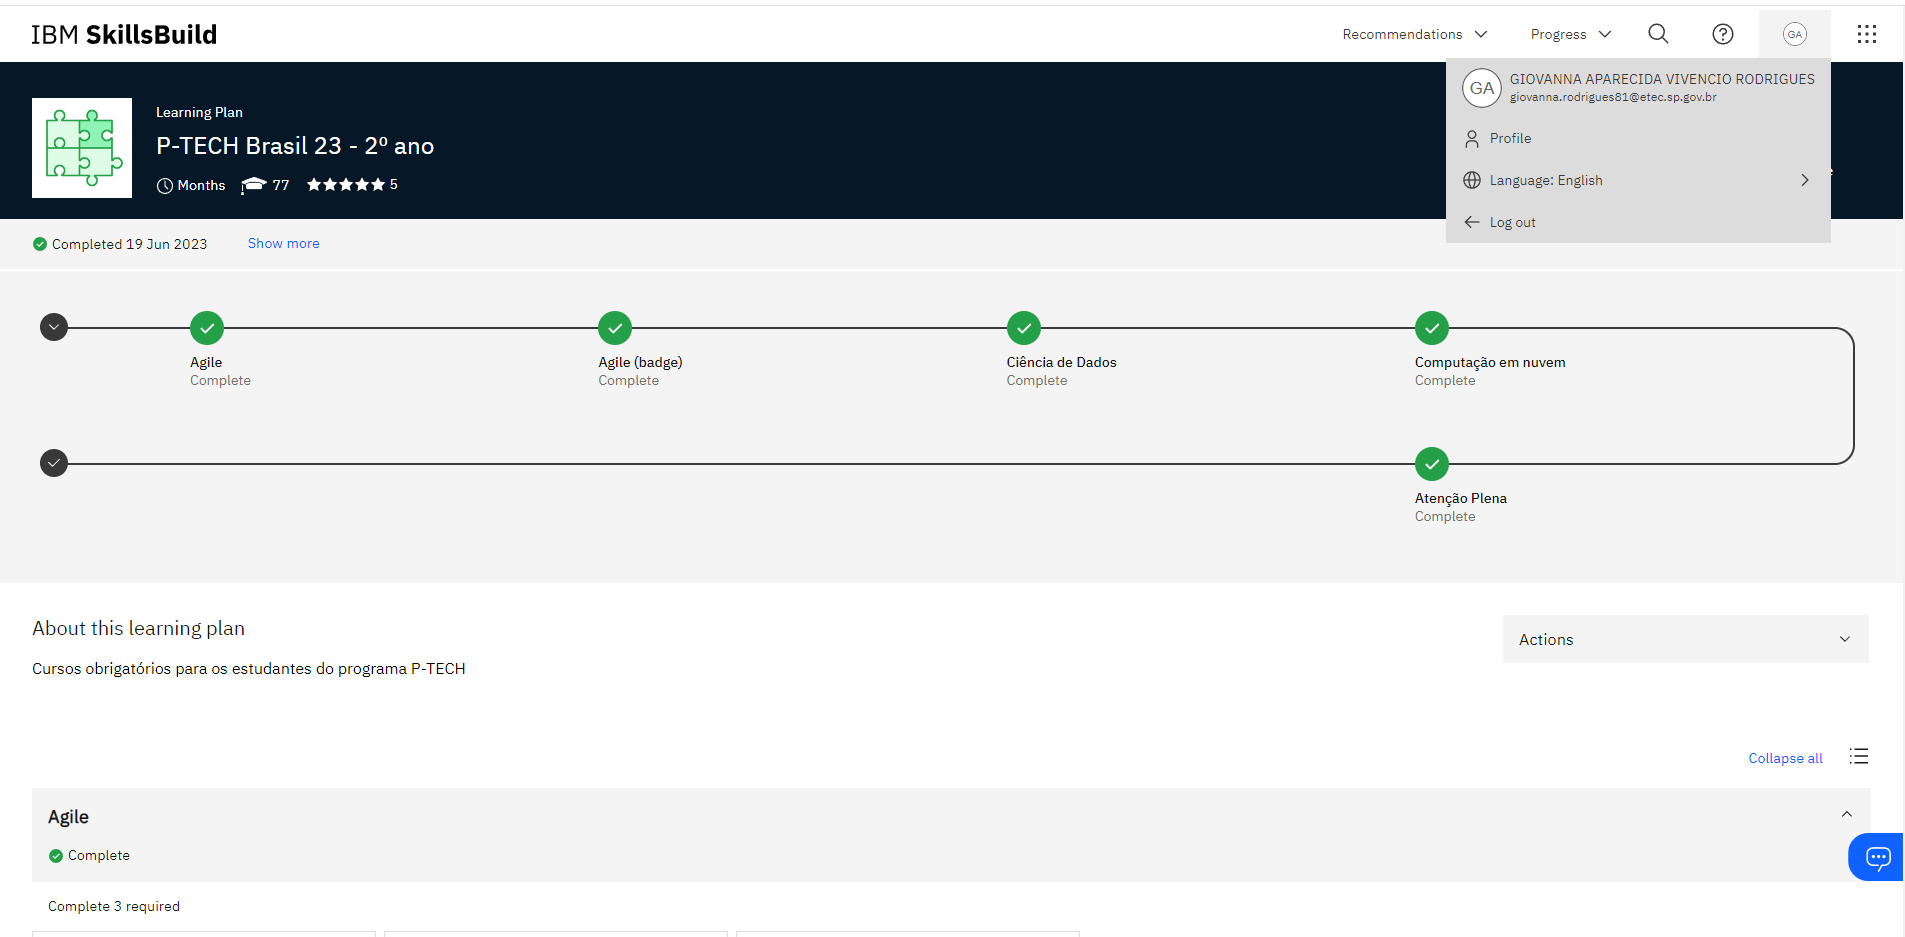 IBM SkillsBuild
Recommendations
Progress
GA
GA
GIOVANNA APARECIDA VIVENCIO RODRIGUES
giovanna.rodrigues81@etec.sp.gov.br
Profile
Language: English
Log out
Learning Plan
P-TECH Brasil 23 - 2º ano
Months 77 5
Completed 19 Jun 2023 Show more
Agile
Complete
Agile (badge)
Complete
Ciência de Dados
Complete
Computação em nuvem
Complete
Atenção Plena
Complete
About this learning plan
Actions
Cursos obrigatórios para os estudantes do programa P-TECH
Collapse all
Agile
Complete
Complete 3 required